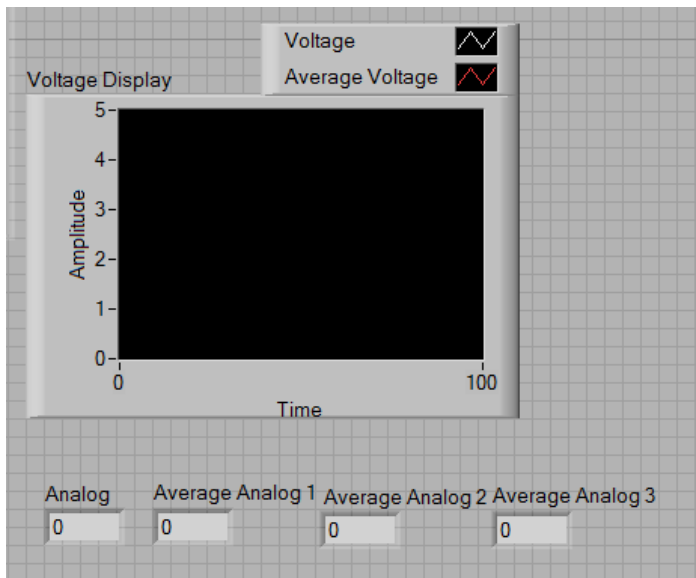 Voltage
Average Voltage
Voltage Display
5
4
3
2
1
0
Amplitude
0 100
Time
Analog Average Analog 1 Average Analog 2 Average Analog 3
0 0 0 0